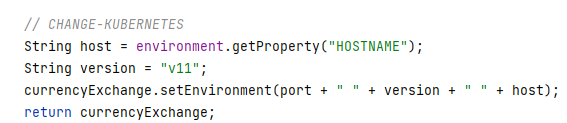 // CHANGE-KUBERNETES
String host = environment.getProperty("HOSTNAME");
String version = "v11";
currencyExchange.setEnvironment(port + " " + version + " " + host);
return currencyExchange;